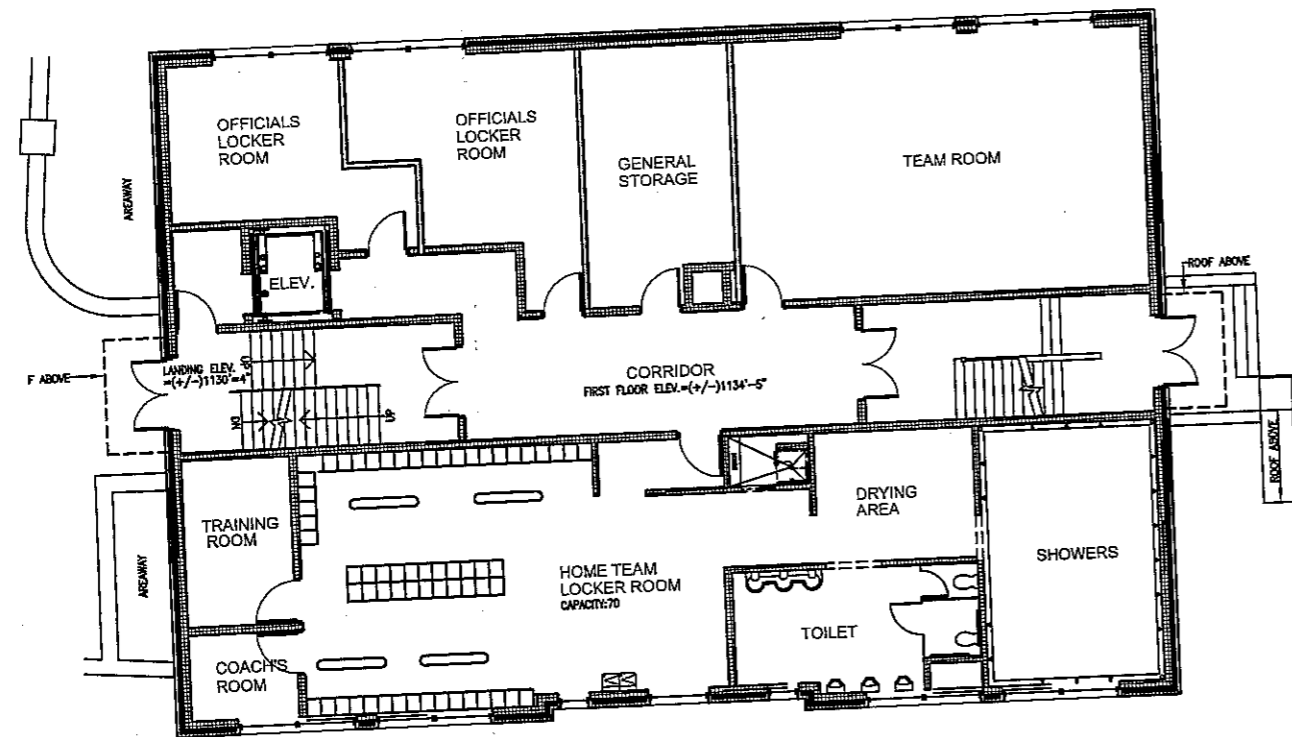 OFFICIALS
LOCKER
ROOM
OFFICIALS
LOCKER
ROOM
GENERAL
STORAGE
TEAM ROOM
AREAWAY
ELEV.
ROOF ABOVE
F ABOVE
LANDING ELEV.
=(+/-)1130'=4"
UP
DN
UP
CORRIDOR
FIRST FLOOR ELEV.=(+/-)1134'-5"
ROOF ABOVE
TRAINING
ROOM
AREAWAY
DRYING
AREA
SHOWERS
HOME TEAM
LOCKER ROOM
CAPACITY:70
TOILET
COACH'S
ROOM